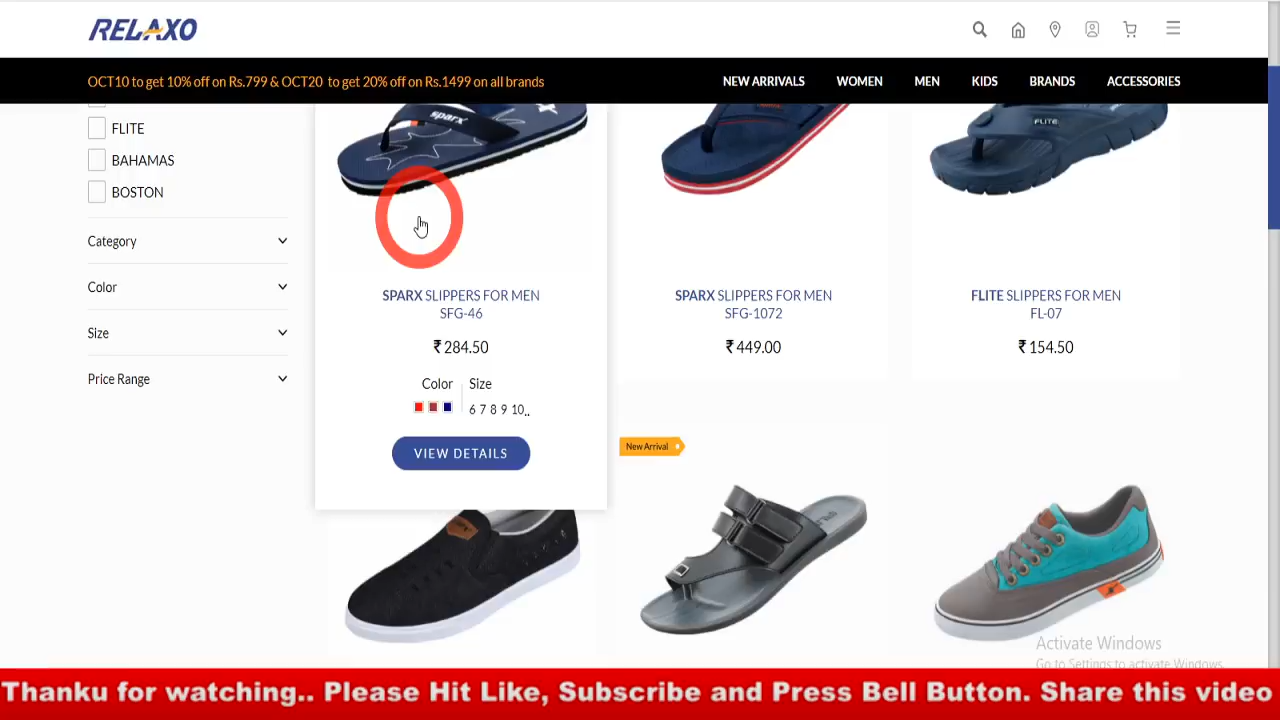 RELAXO
OCT10 to get 10% off on Rs.799 & OCT20 to get 20% off on Rs.1499 on all brands
NEW ARRIVALS WOMEN MEN KIDS BRANDS ACCESSORIES
FLITE
BAHAMAS
BOSTON
Category
Color
Size
Price Range
sparx
FLITE
SPARX SLIPPERS FOR MEN
SFG-46
₹ 284.50
Color Size
6 7 8 9 10..
VIEW DETAILS
SPARX SLIPPERS FOR MEN
SFG-1072
₹ 449.00
FLITE SLIPPERS FOR MEN
FL-07
₹ 154.50
New Arrival
Activate Windows
Go to Settings to activate Windows.
Thanku for watching.. Please Hit Like, Subscribe and Press Bell Button. Share this video